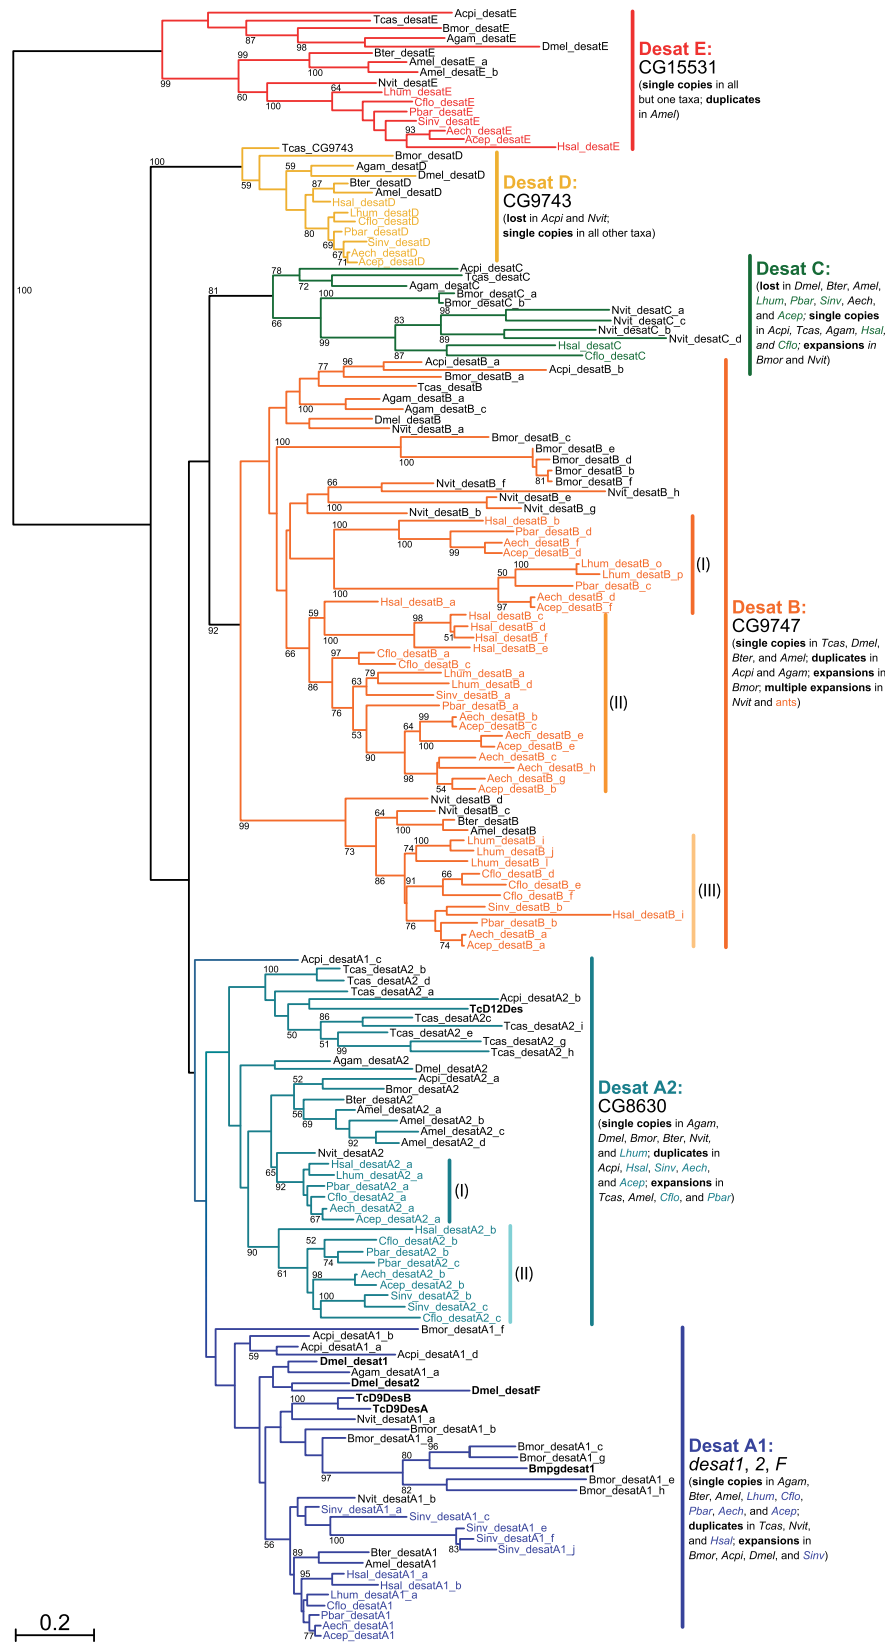 Acpi_desatE
Tcas_desatE
Bmor_desatE
87
Agam_desatE
98
Dmel_desatE
Bter_desatE
99
Amel_desatE_a
100
Amel_desatE_b
99
Nvit_desatE
64
Lhum_desatE
60
100
Cflo_desatE
Pbar_desatE
Sinv_desatE
93
Aech_desatE
Acep_desatE
Hsal_desatE
Desat E:
CG15531
(single copies in all
but one taxa; duplicates
in Amel)
Tcas_CG9743
100
Bmor_desatD
59
Agam_desatD
Dmel_desatD
59
87
Bter_desatD
Amel_desatD
Hsal_desatD
Lhum_desatD
Cflo_desatD
80
Pbar_desatD
69
Sinv_desatD
67
Aech_desatD
71
Acep_desatD
Desat D:
CG9743
(lost in Acpi and Nvit;
single copies in all other taxa)
100
78
Acpi_desatC
Tcas_desatC
72
Agam_desatC
81
100
Bmor_desatC_a
Bmor_desatC_b
66
98
Nvit_desatC_a
Nvit_desatC_c
83
Nvit_desatC_b
99
89
Nvit_desatC_d
Hsal_desatC
87
Cflo_desatC
Desat C:
(lost in Dmel, Bter, Amel,
Lhum, Pbar, Sinv, Aech,
and Acep; single copies
in Acpi, Tcas, Agam, Hsal,
and Cflo; expansions in
Bmor and Nvit)
96
Acpi_desatB_a
77
Acpi_desatB_b
Bmor_desatB_a
Tcas_desatB
Agam_desatB_a
100
Agam_desatB_c
Dmel_desatB
Nvit_desatB_a
100
Bmor_desatB_c
Bmor_desatB_e
100
Bmor_desatB_d
Bmor_desatB_b
81
Bmor_desatB_f
66
Nvit_desatB_f
Nvit_desatB_h
Nvit_desatB_e
100
Nvit_desatB_g
Nvit_desatB_b
Hsal_desatB_b
100
Pbar_desatB_d
100
Aech_desatB_f
99
Acep_desatB_d
100
Lhum_desatB_o
50
Lhum_desatB_p
Pbar_desatB_c
100
Aech_desatB_d
97
Acep_desatB_f
(I)
Hsal_desatB_a
59
98
Hsal_desatB_c
92
Hsal_desatB_d
100
51
Hsal_desatB_f
66
Hsal_desatB_e
97
Cflo_desatB_a
Cflo_desatB_c
86
79
Lhum_desatB_a
63
Lhum_desatB_d
Sinv_desatB_a
76
Pbar_desatB_a
99
Aech_desatB_b
64
Acep_desatB_c
53
Aech_desatB_e
100
Acep_desatB_e
90
Aech_desatB_c
Aech_desatB_h
98
Aech_desatB_g
54
Acep_desatB_b
(II)
Desat B:
CG9747
(single copies in Tcas, Dmel,
Bter, and Amel; duplicates in
Acpi and Agam; expansions in
Bmor; multiple expansions in
Nvit and ants)
Nvit_desatB_d
64
Nvit_desatB_c
99
Bter_desatB
100
Amel_desatB
73
100
Lhum_desatB_i
74
Lhum_desatB_j
Lhum_desatB_l
86
91
66
Cflo_desatB_d
Cflo_desatB_e
Cflo_desatB_f
Sinv_desatB_b
Hsal_desatB_i
76
Pbar_desatB_b
Aech_desatB_a
74
Acep_desatB_a
(III)
Acpi_desatA1_c
100
Tcas_desatA2_b
Tcas_desatA2_d
Tcas_desatA2_a
Acpi_desatA2_b
TcD12Des
86
Tcas_desatA2c
Tcas_desatA2_i
50
Tcas_desatA2_e
51
Tcas_desatA2_g
99
Tcas_desatA2_h
Agam_desatA2
Dmel_desatA2
52
Acpi_desatA2_a
Bmor_desatA2
Bter_desatA2
56
Amel_desatA2_a
69
Amel_desatA2_b
Amel_desatA2_c
92
Amel_desatA2_d
Nvit_desatA2
65
Hsal_desatA2_a
Lhum_desatA2_a
92
Pbar_desatA2_a
Cflo_desatA2_a
Aech_desatA2_a
67
Acep_desatA2_a
(I)
Hsal_desatA2_b
52
Cflo_desatA2_b
90
Pbar_desatA2_b
74
Pbar_desatA2_c
61
98
Aech_desatA2_b
Acep_desatA2_b
100
Sinv_desatA2_b
Sinv_desatA2_c
Cflo_desatA2_c
(II)
Desat A2:
CG8630
(single copies in Agam,
Dmel, Bmor, Bter, Nvit,
and Lhum; duplicates in
Acpi, Hsal, Sinv, Aech,
and Acep; expansions in
Tcas, Amel, Cflo, and Pbar)
Bmor_desatA1_f
Acpi_desatA1_b
Acpi_desatA1_a
59
Acpi_desatA1_d
Dmel_desat1
Agam_desatA1_a
Dmel_desat2
Dmel_desatF
100
TcD9DesB
TcD9DesA
Nvit_desatA1_a
Bmor_desatA1_b
Bmor_desatA1_a
96
Bmor_desatA1_c
80
Bmor_desatA1_g
Bmpgdesat1
97
Bmor_desatA1_e
82
Bmor_desatA1_h
Nvit_desatA1_b
Sinv_desatA1_a
Sinv_desatA1_c
Sinv_desatA1_e
100
Sinv_desatA1_f
56
83
Sinv_desatA1_j
89
Bter_desatA1
Amel_desatA1
95
Hsal_desatA1_a
Hsal_desatA1_b
Lhum_desatA1_a
Cflo_desatA1
Pbar_desatA1
Aech_desatA1
77
Acep_desatA1
Desat A1:
desat1, 2, F
(single copies in Agam,
Bter, Amel, Lhum, Cflo,
Pbar, Aech, and Acep;
duplicates in Tcas, Nvit,
and Hsal; expansions in
Bmor, Acpi, Dmel, and Sinv)
0.2